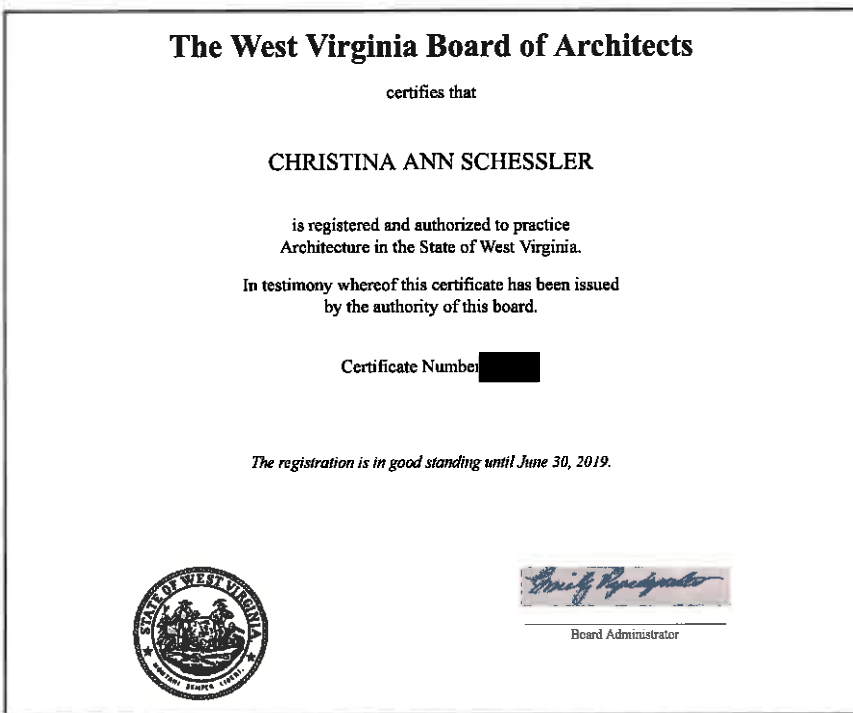 The West Virginia Board of Architects
certifies that
CHRISTINA ANN SCHESSLER
is registered and authorized to practice
Architecture in the State of West Virginia.
In testimony whereof this certificate has been issued
by the authority of this board.
Certificate Number
The registration is in good standing until June 30, 2019.
STATE OF WEST VIRGINIA
MONTANI SEMPER LIBERI
Emily
Board Administrator